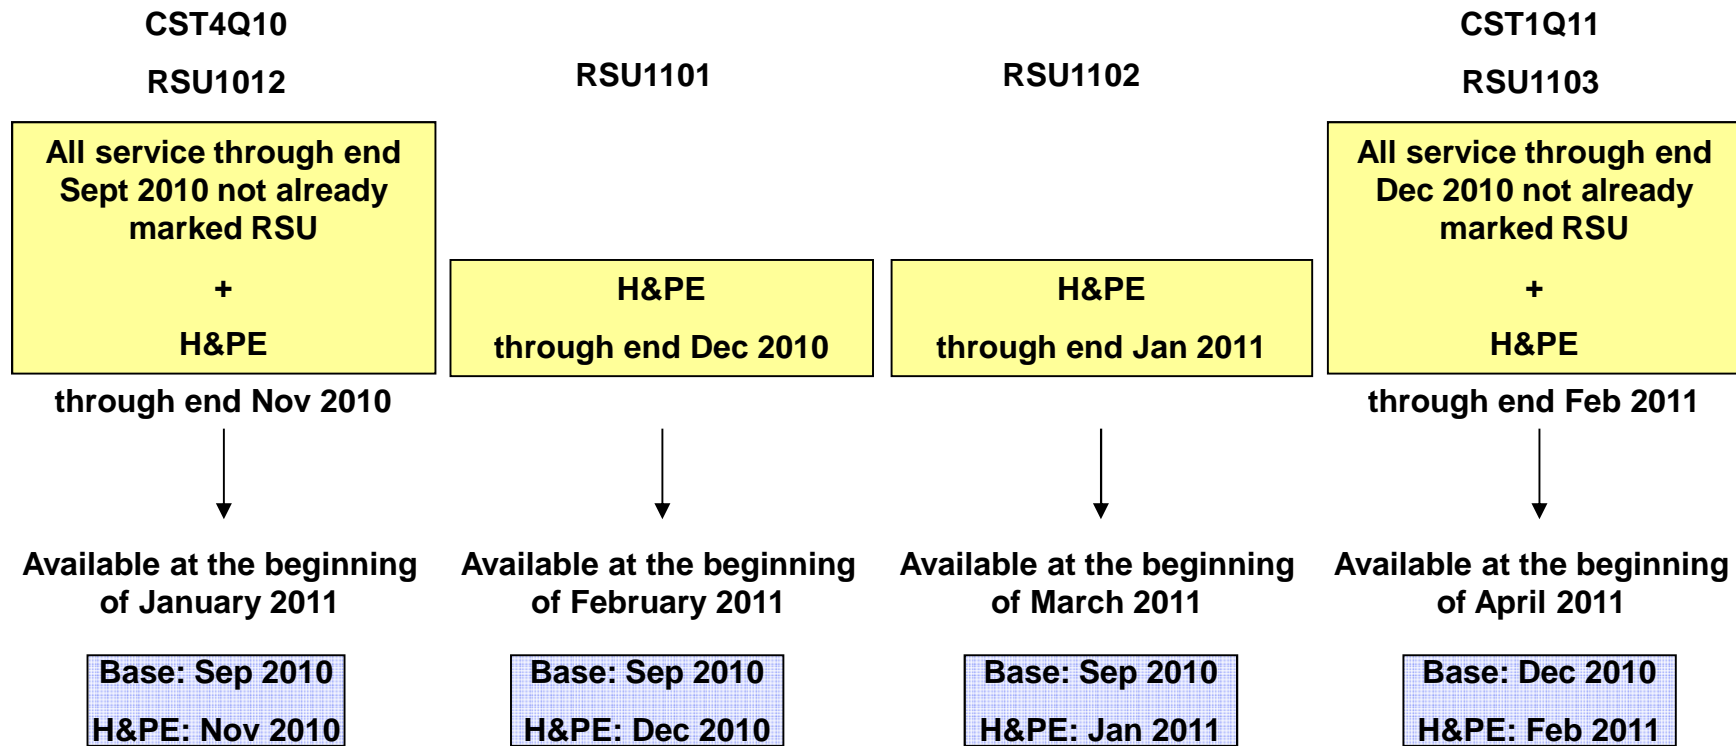 CST4Q10
RSU1012
All service through end
Sept 2010 not already
marked RSU
+
H&PE
through end Nov 2010
Available at the beginning
of January 2011
Base: Sep 2010
H&PE: Nov 2010
RSU1101
H&PE
through end Dec 2010
Available at the beginning
of February 2011
Base: Sep 2010
H&PE: Dec 2010
RSU1102
H&PE
through end Jan 2011
Available at the beginning
of March 2011
Base: Sep 2010
H&PE: Jan 2011
CST1Q11
RSU1103
All service through end
Dec 2010 not already
marked RSU
+
H&PE
through end Feb 2011
Available at the beginning
of April 2011
Base: Dec 2010
H&PE: Feb 2011